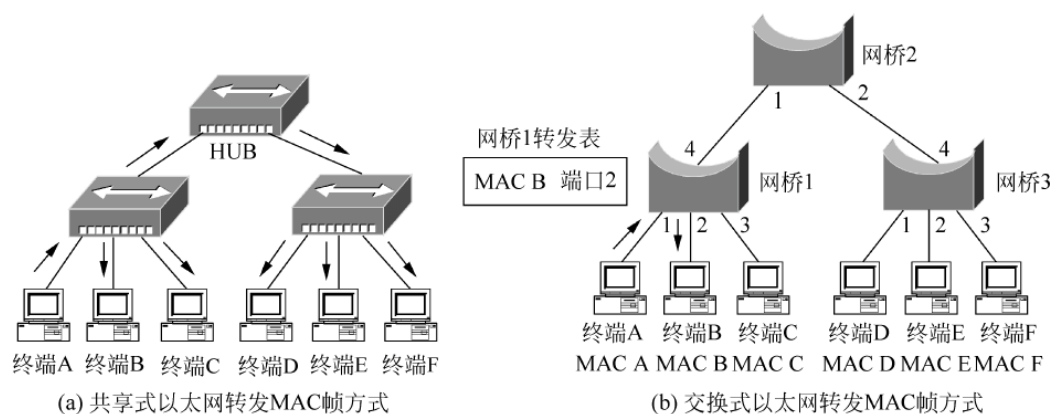 HUB
终端A 终端B 终端C 终端D 终端E 终端F
(a) 共享式以太网转发MAC帧方式
网桥2
1 2
网桥1转发表
MAC B 端口2
4 网桥1
4 网桥3
1 2 3
1 2 3
终端A 终端B 终端C 终端D 终端E 终端F
MAC A MAC B MAC C MAC D MAC E MAC F
(b) 交换式以太网转发MAC帧方式